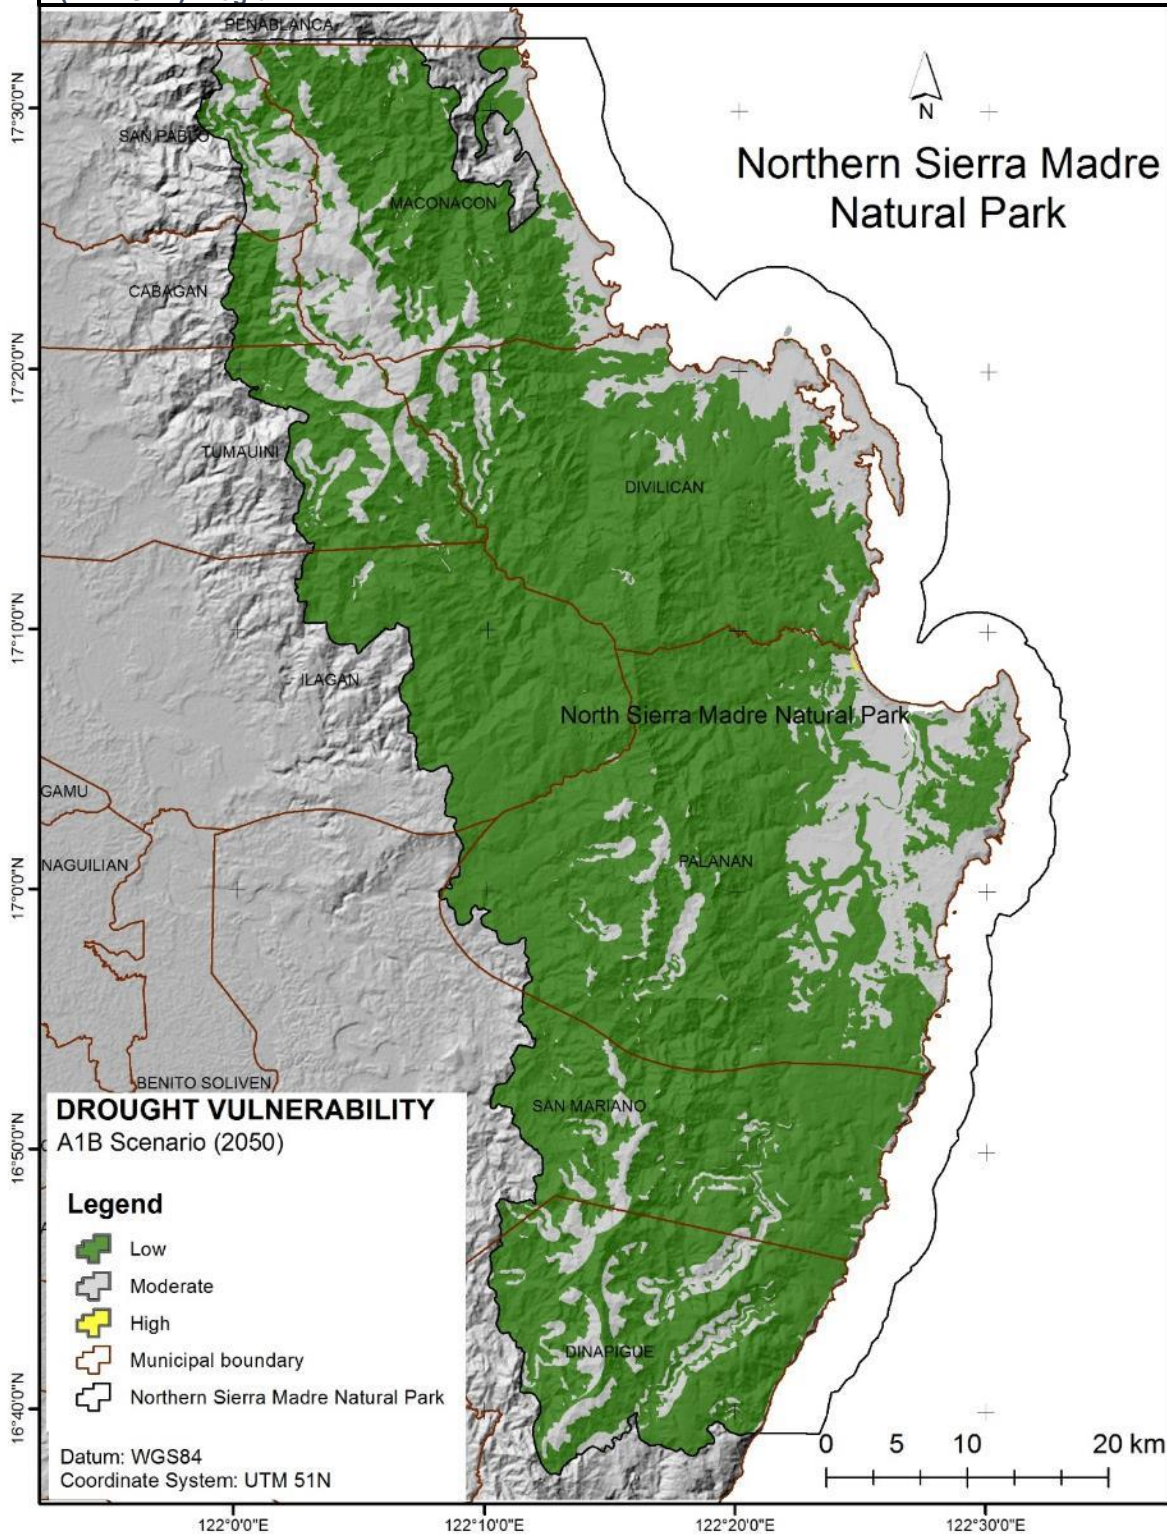 PENABLANCA
N
Northern Sierra Madre
Natural Park
SAN PABLO
MACONACON
CABAGAN
TUMAUINI
DIVILICAN
ILAGAN
North Sierra Madre Natural Park
GAMU
NAGUILIAN
PALANAN
BENITO SOLIVEN
SAN MARIANO
DINAPIGUE
DROUGHT VULNERABILITY
A1B Scenario (2050)
Legend
Low
Moderate
High
Municipal boundary
Northern Sierra Madre Natural Park
Datum: WGS84
Coordinate System: UTM 51N
0 5 10 20 km
17°30'0"N
17°20'0"N
17°10'0"N
17°0'0"N
16°50'0"N
16°40'0"N
122°0'0"E 122°10'0"E 122°20'0"E 122°30'0"E